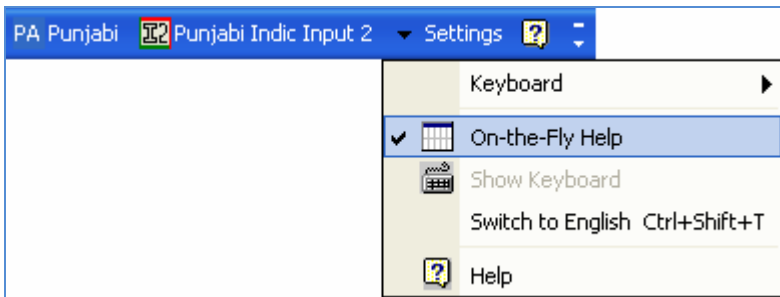 PA Punjabi I2 Punjabi Indic Input 2 Settings ?
Keyboard
On-the-Fly Help
Show Keyboard
Switch to English Ctrl+Shift+T
? Help